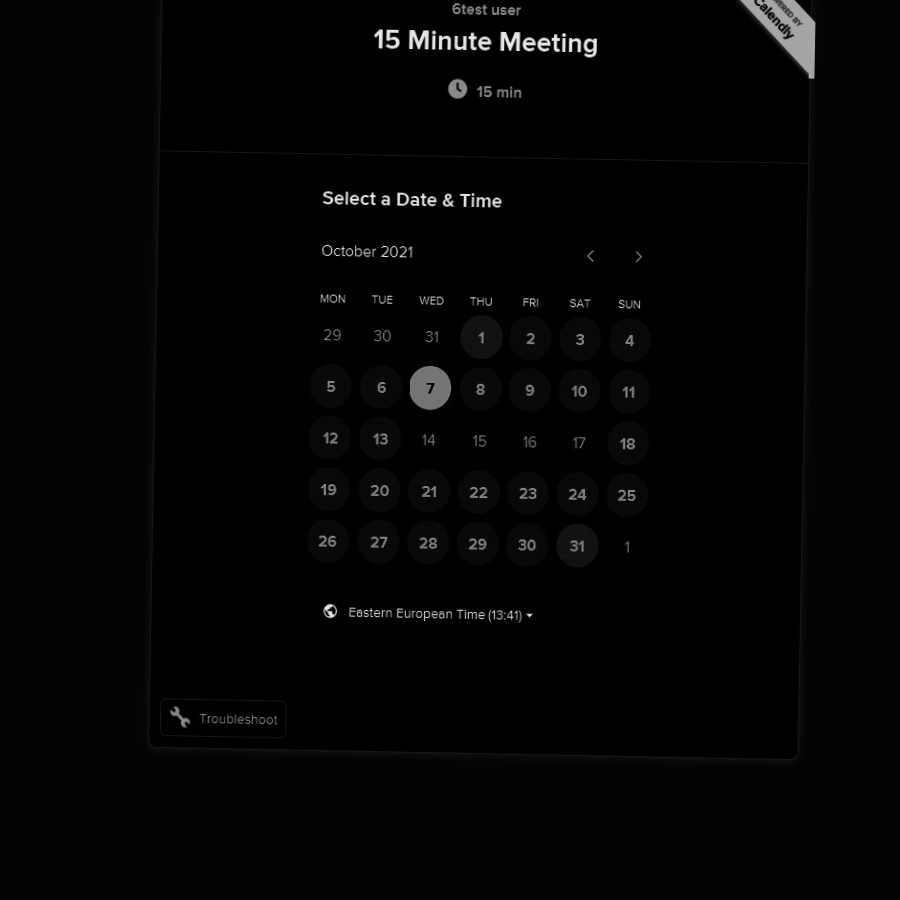 6test user
15 Minute Meeting
15 min
Calendly
Select a Date & Time
October 2021
MON TUE WED THU FRI SAT SUN
29 30 31 1 2 3 4
5 6 7 8 9 10 11
12 13 14 15 16 17 18
19 20 21 22 23 24 25
26 27 28 29 30 31 1
Eastern European Time (13:41)
Troubleshoot